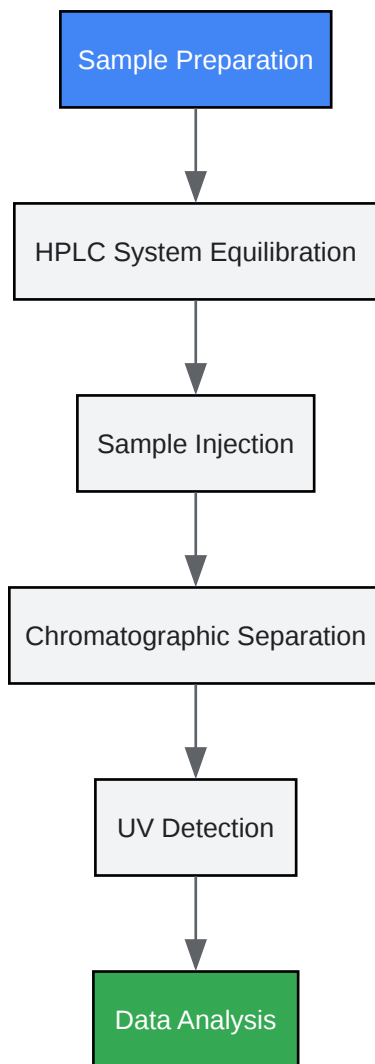 Sample Preparation
HPLC System Equilibration
Sample Injection
Chromatographic Separation
UV Detection
Data Analysis